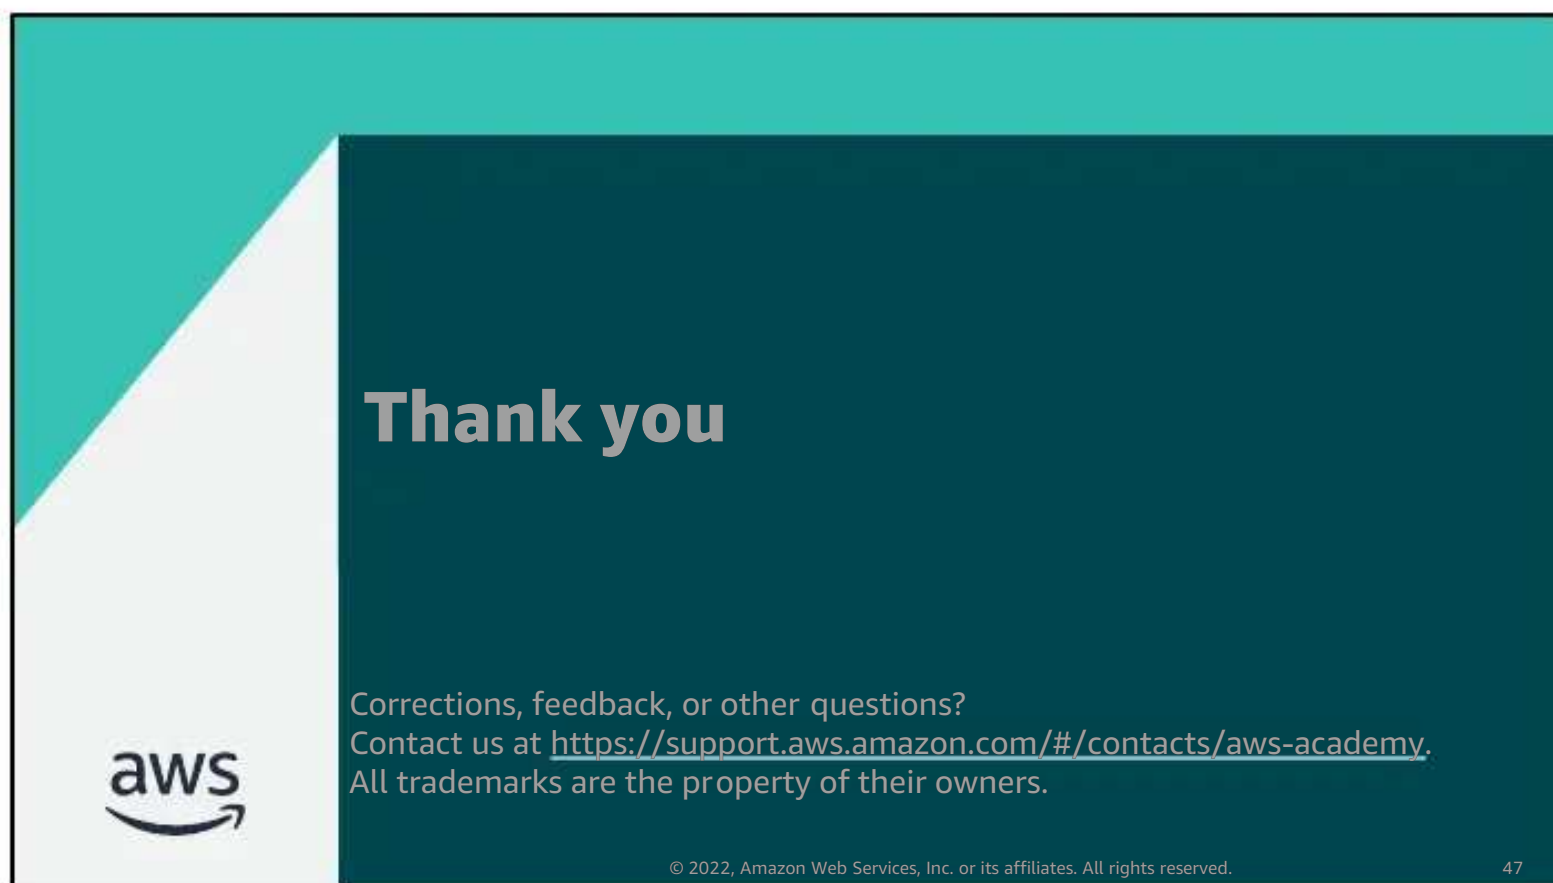 Thank you
Corrections, feedback, or other questions?
Contact us at https://support.aws.amazon.com/#/contacts/aws-academy.
All trademarks are the property of their owners.
aws
© 2022, Amazon Web Services, Inc. or its affiliates. All rights reserved.
47